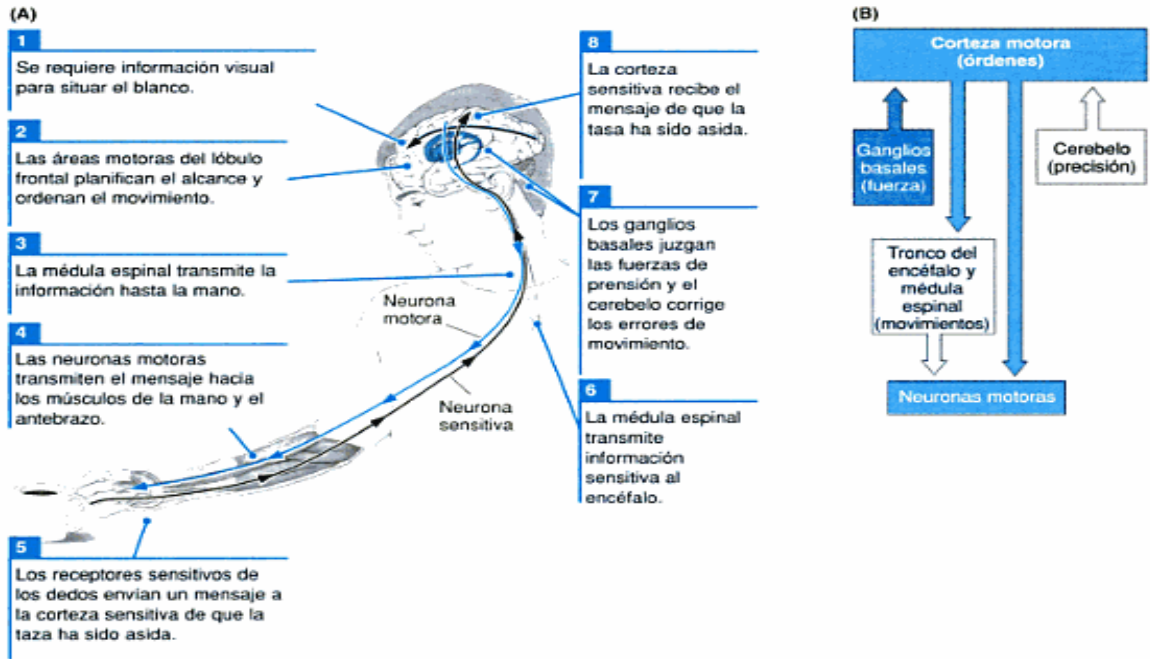 (A)
1
Se requiere información visual
para situar el blanco.
2
Las áreas motoras del lóbulo
frontal planifican el alcance y
ordenan el movimiento.
3
La médula espinal transmite la
información hasta la mano.
4
Las neuronas motoras
transmiten el mensaje hacia
los músculos de la mano y el
antebrazo.
5
Los receptores sensitivos de
los dedos envían un mensaje a
la corteza sensitiva de que la
taza ha sido asida.
Neurona
motora
Neurona
sensitiva
8
La corteza
sensitiva recibe el
mensaje de que la
tasa ha sido asida.
7
Los ganglios
basales juzgan
las fuerzas de
prensión y el
cerebelo corrige
los errores de
movimiento.
6
La médula espinal
transmite
información
sensitiva al
encéfalo.
(B)
Corteza motora
(órdenes)
Ganglios
basales
(fuerza)
Cerebelo
(precisión)
Tronco del
encéfalo y
médula
espinal
(movimientos)
Neuronas motoras